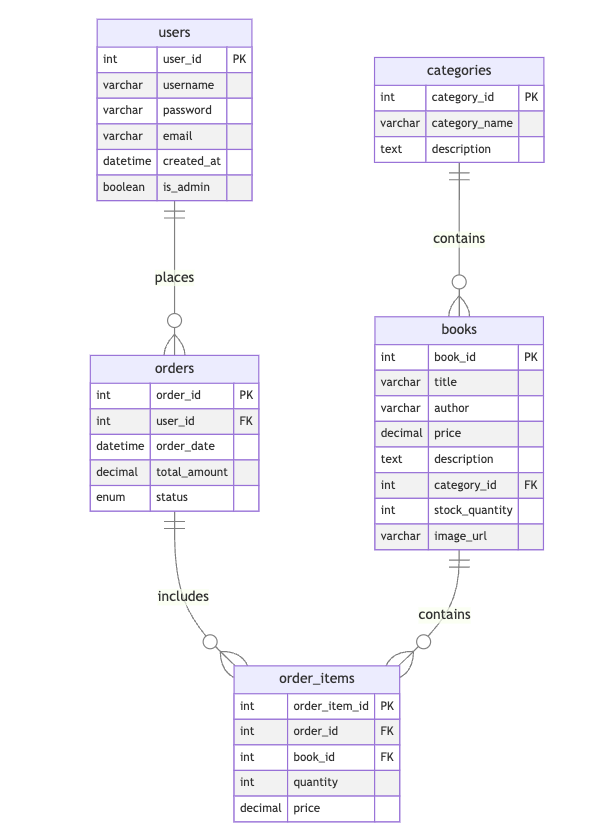 users
int user_id PK
varchar username
varchar password
varchar email
datetime created_at
boolean is_admin
categories
int category_id PK
varchar category_name
text description
places
contains
orders
int order_id PK
int user_id FK
datetime order_date
decimal total_amount
enum status
books
int book_id PK
varchar title
varchar author
decimal price
text description
int category_id FK
int stock_quantity
varchar image_url
includes
contains
order_items
int order_item_id PK
int order_id FK
int book_id FK
int quantity
decimal price